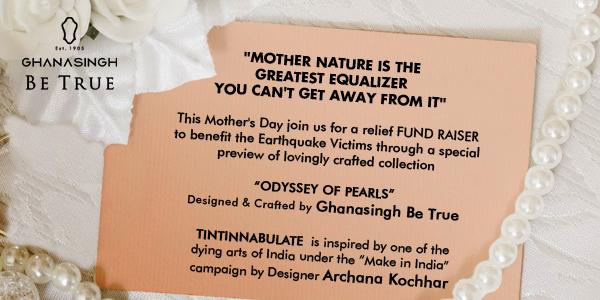 Est. 1905
GHANASINGH
BE TRUE
"MOTHER NATURE IS THE
GREATEST EQUALIZER
YOU CAN'T GET AWAY FROM IT"
This Mother's Day join us for a relief FUND RAISER
to benefit the Earthquake Victims through a special
preview of lovingly crafted collection
"ODYSSEY OF PEARLS"
Designed & Crafted by Ghanasingh Be True
TINTINNABULATE is inspired by one of the
dying arts of India under the "Make in India"
campaign by Designer Archana Kochhar